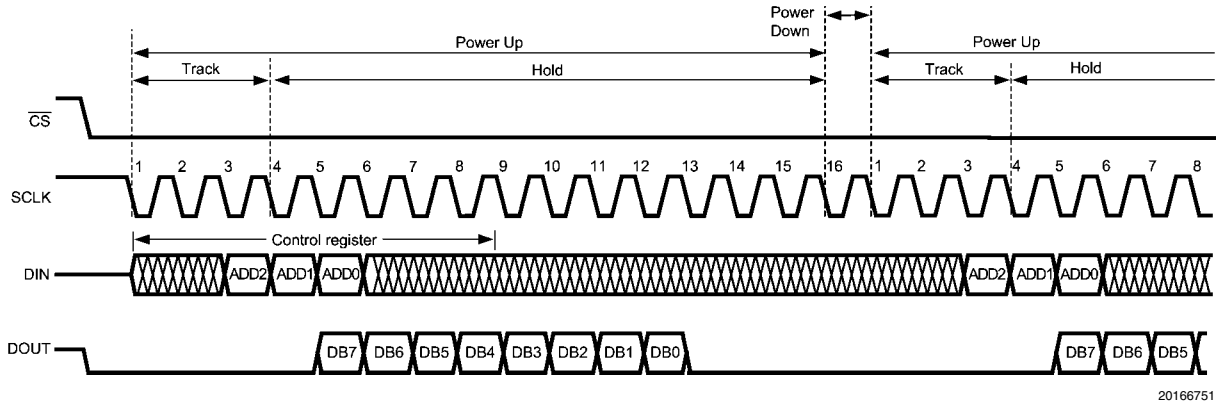 Power Down
Power Up
Power Up
Track
Hold
Track
Hold
CS
SCLK
1 2 3 4 5 6 7 8 9 10 11 12 13 14 15 16 1 2 3 4 5 6 7 8
Control register
DIN
ADD2 ADD1 ADD0 ADD2 ADD1 ADD0
DOUT
DB7 DB6 DB5 DB4 DB3 DB2 DB1 DB0 DB7 DB6 DB5
20166751